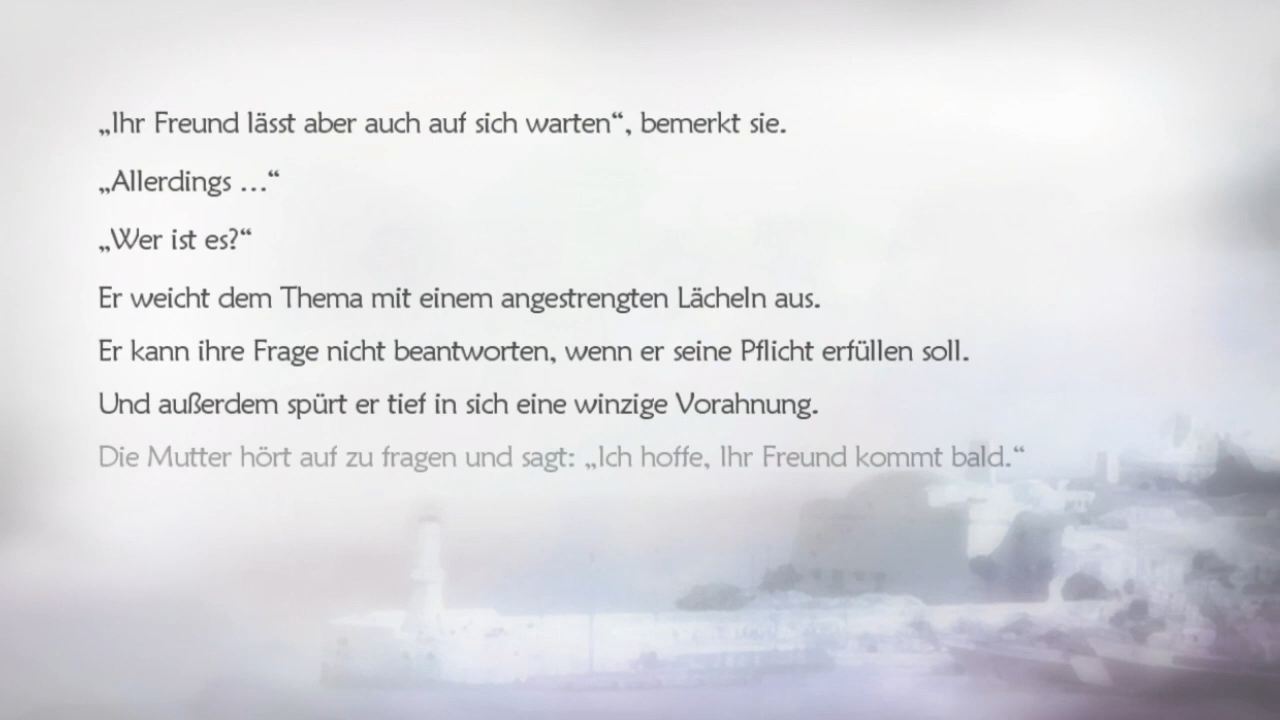 „Ihr Freund lässt aber auch auf sich warten“, bemerkt sie.
„Allerdings …“
„Wer ist es?“
Er weicht dem Thema mit einem angestrengten Lächeln aus.
Er kann ihre Frage nicht beantworten, wenn er seine Pflicht erfüllen soll.
Und außerdem spürt er tief in sich eine winzige Vorahnung.
Die Mutter hört auf zu fragen und sagt: „Ich hoffe, Ihr Freund kommt bald.“